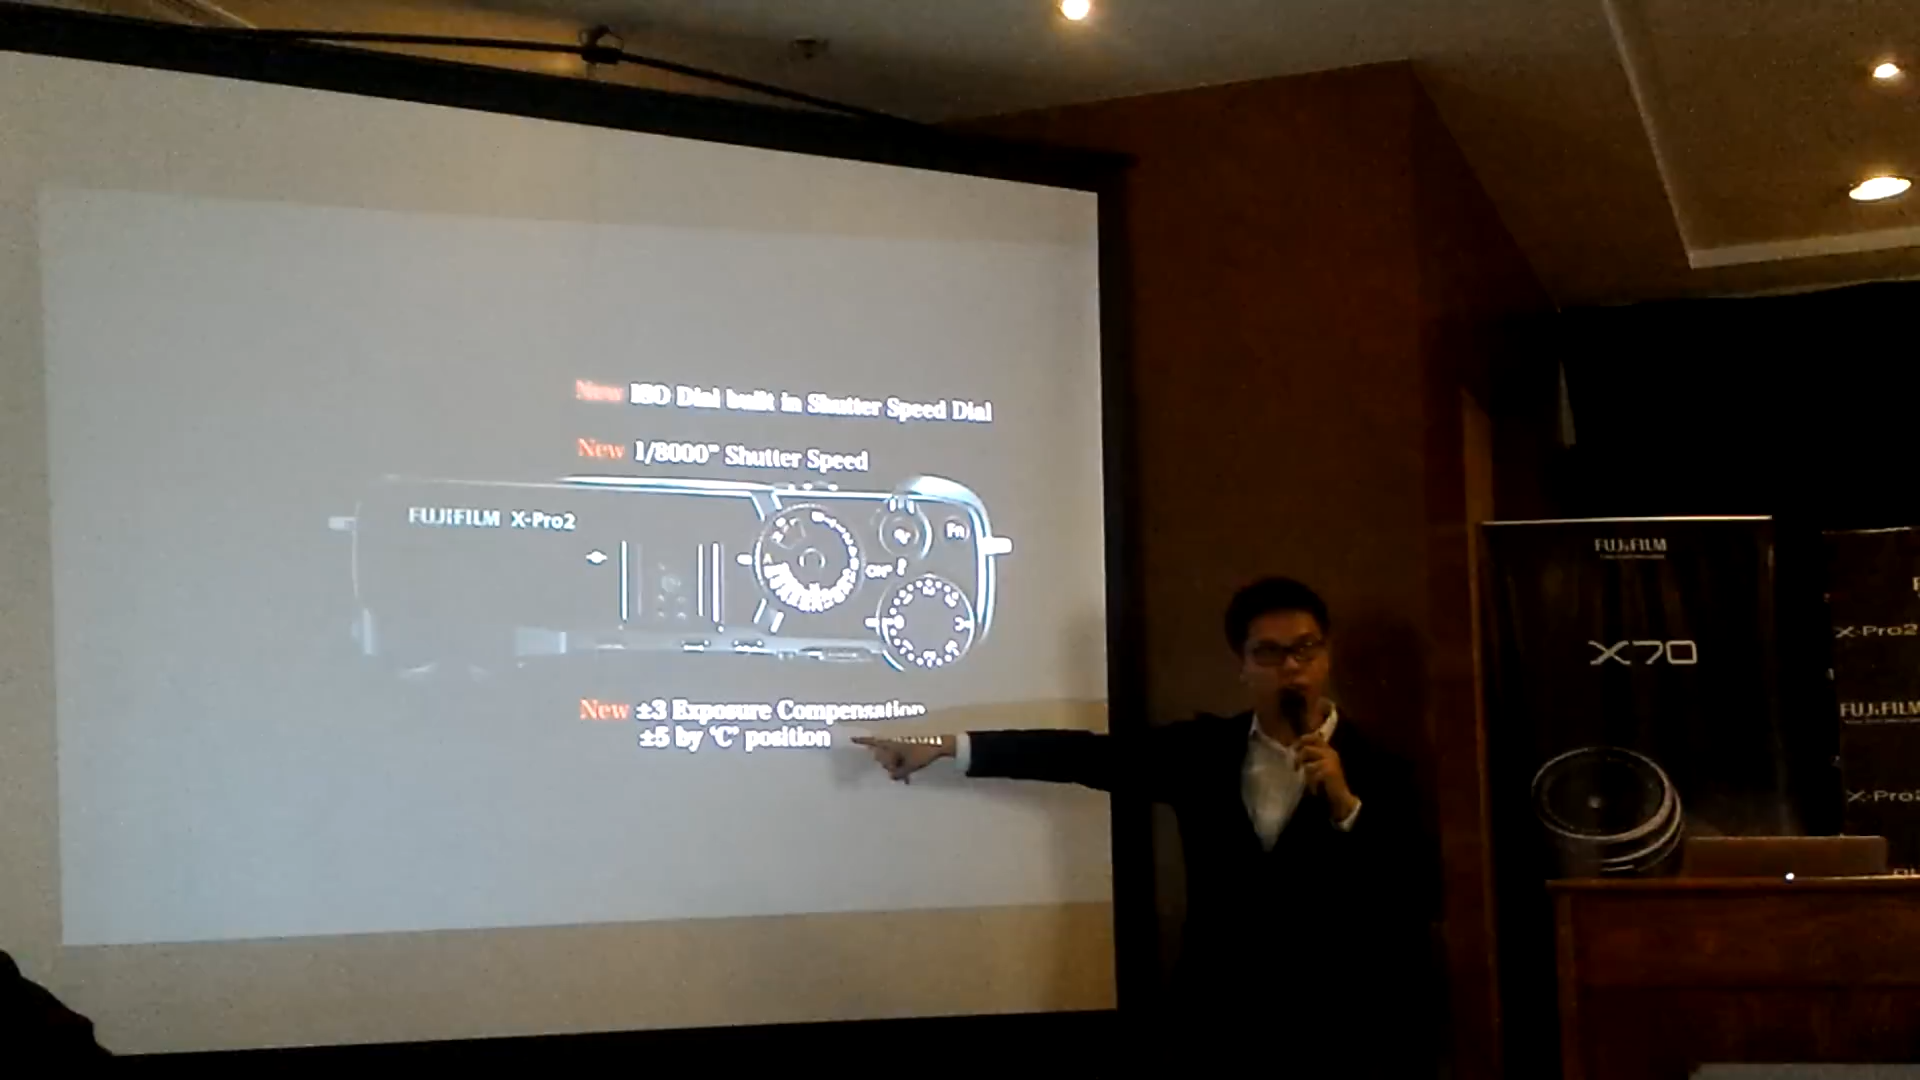 New ISO Dial built in Shutter Speed Dial
New 1/8000" Shutter Speed
FUJIFILM X-Pro2
Fn
New ±3 Exposure Compensation
±5 by 'C' position
FUJIFILM
X70
X-Pro2
FUJIFILM
X-Pro2